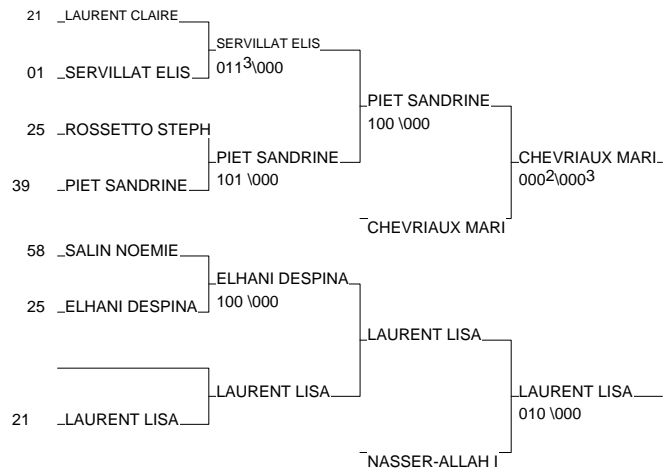 21 LAURENT CLAIRE
SERVILLAT ELIS
011³\000
01 SERVILLAT ELIS
PIET SANDRINE
100 \000
25 ROSSETTO STEPH
PIET SANDRINE
101 \000
CHEVRIAUX MARI
000²\000³
39 PIET SANDRINE
CHEVRIAUX MARI
58 SALIN NOEMIE
ELHANI DESPINA
100 \000
25 ELHANI DESPINA
LAURENT LISA
LAURENT LISA
LAURENT LISA
010 \000
21 LAURENT LISA
NASSER-ALLAH I